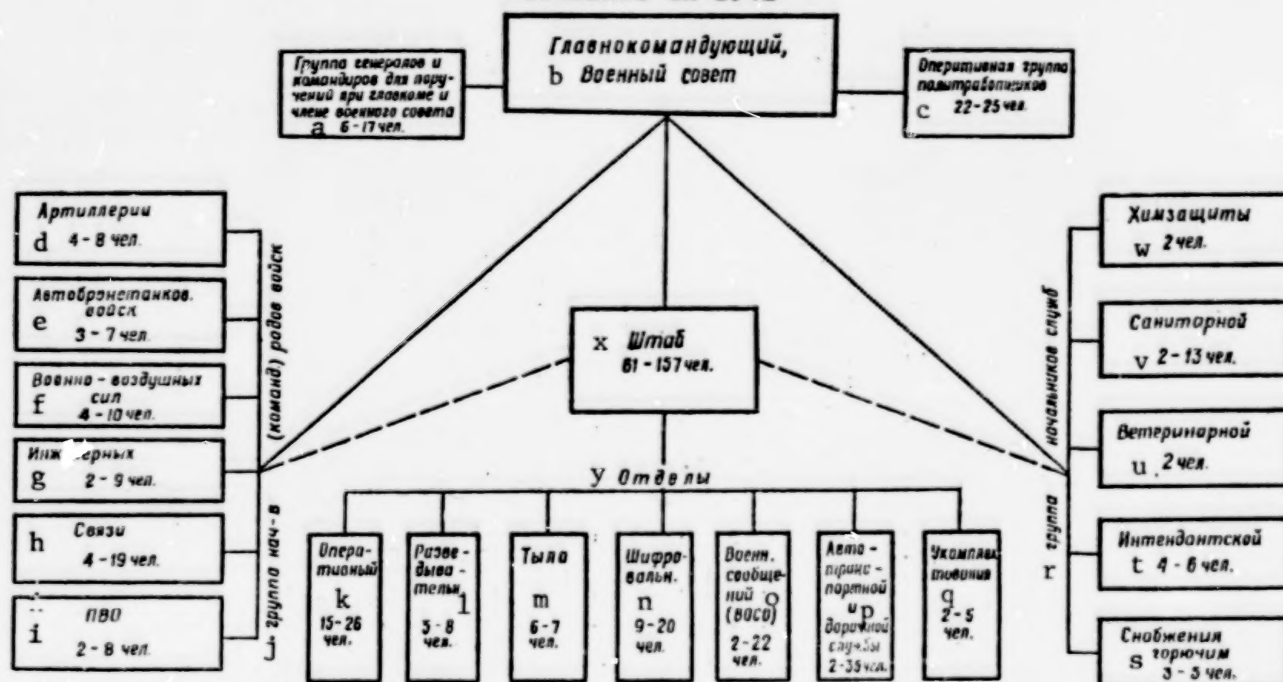 Главнокомандующий,
b Военный совет
Группа генералов и
командиров для пору-
чений при главкоме и
члене военного совета
a 6-17 чел.
Оперативная группа
политработников
c 22-25 чел.
Артиллерии
d 4-8 чел.
Автобронетанков.
войск
e 3-7 чел.
Военно-воздушных
сил
f 4-10 чел.
Инженерных
g 2-9 чел.
Связи
h 4-19 чел.
ПВО
i 2-8 чел.
j группа нач-в (команд) родов войск
x Штаб
61-157 чел.
y Отделы
Опера-
тивный
k
15-26
чел.
Разве-
дыва-
тельн.
l
5-8
чел.
Тыла
m
6-7
чел.
Шифро-
вальн.
n
9-20
чел.
Военн.
сообще-
ний o
(ВОСО)
2-22
чел.
Авто-
транс-
портной
и p
дорожной
службы
2-35 чел.
Укомплек-
тования
q
2-5
чел.
r группа начальников служб
Химзащиты
w 2 чел.
Санитарной
v 2-13 чел.
Ветеринарной
u 2 чел.
Интендантской
t 4-6 чел.
Снабжения
горючим
s 3-5 чел.